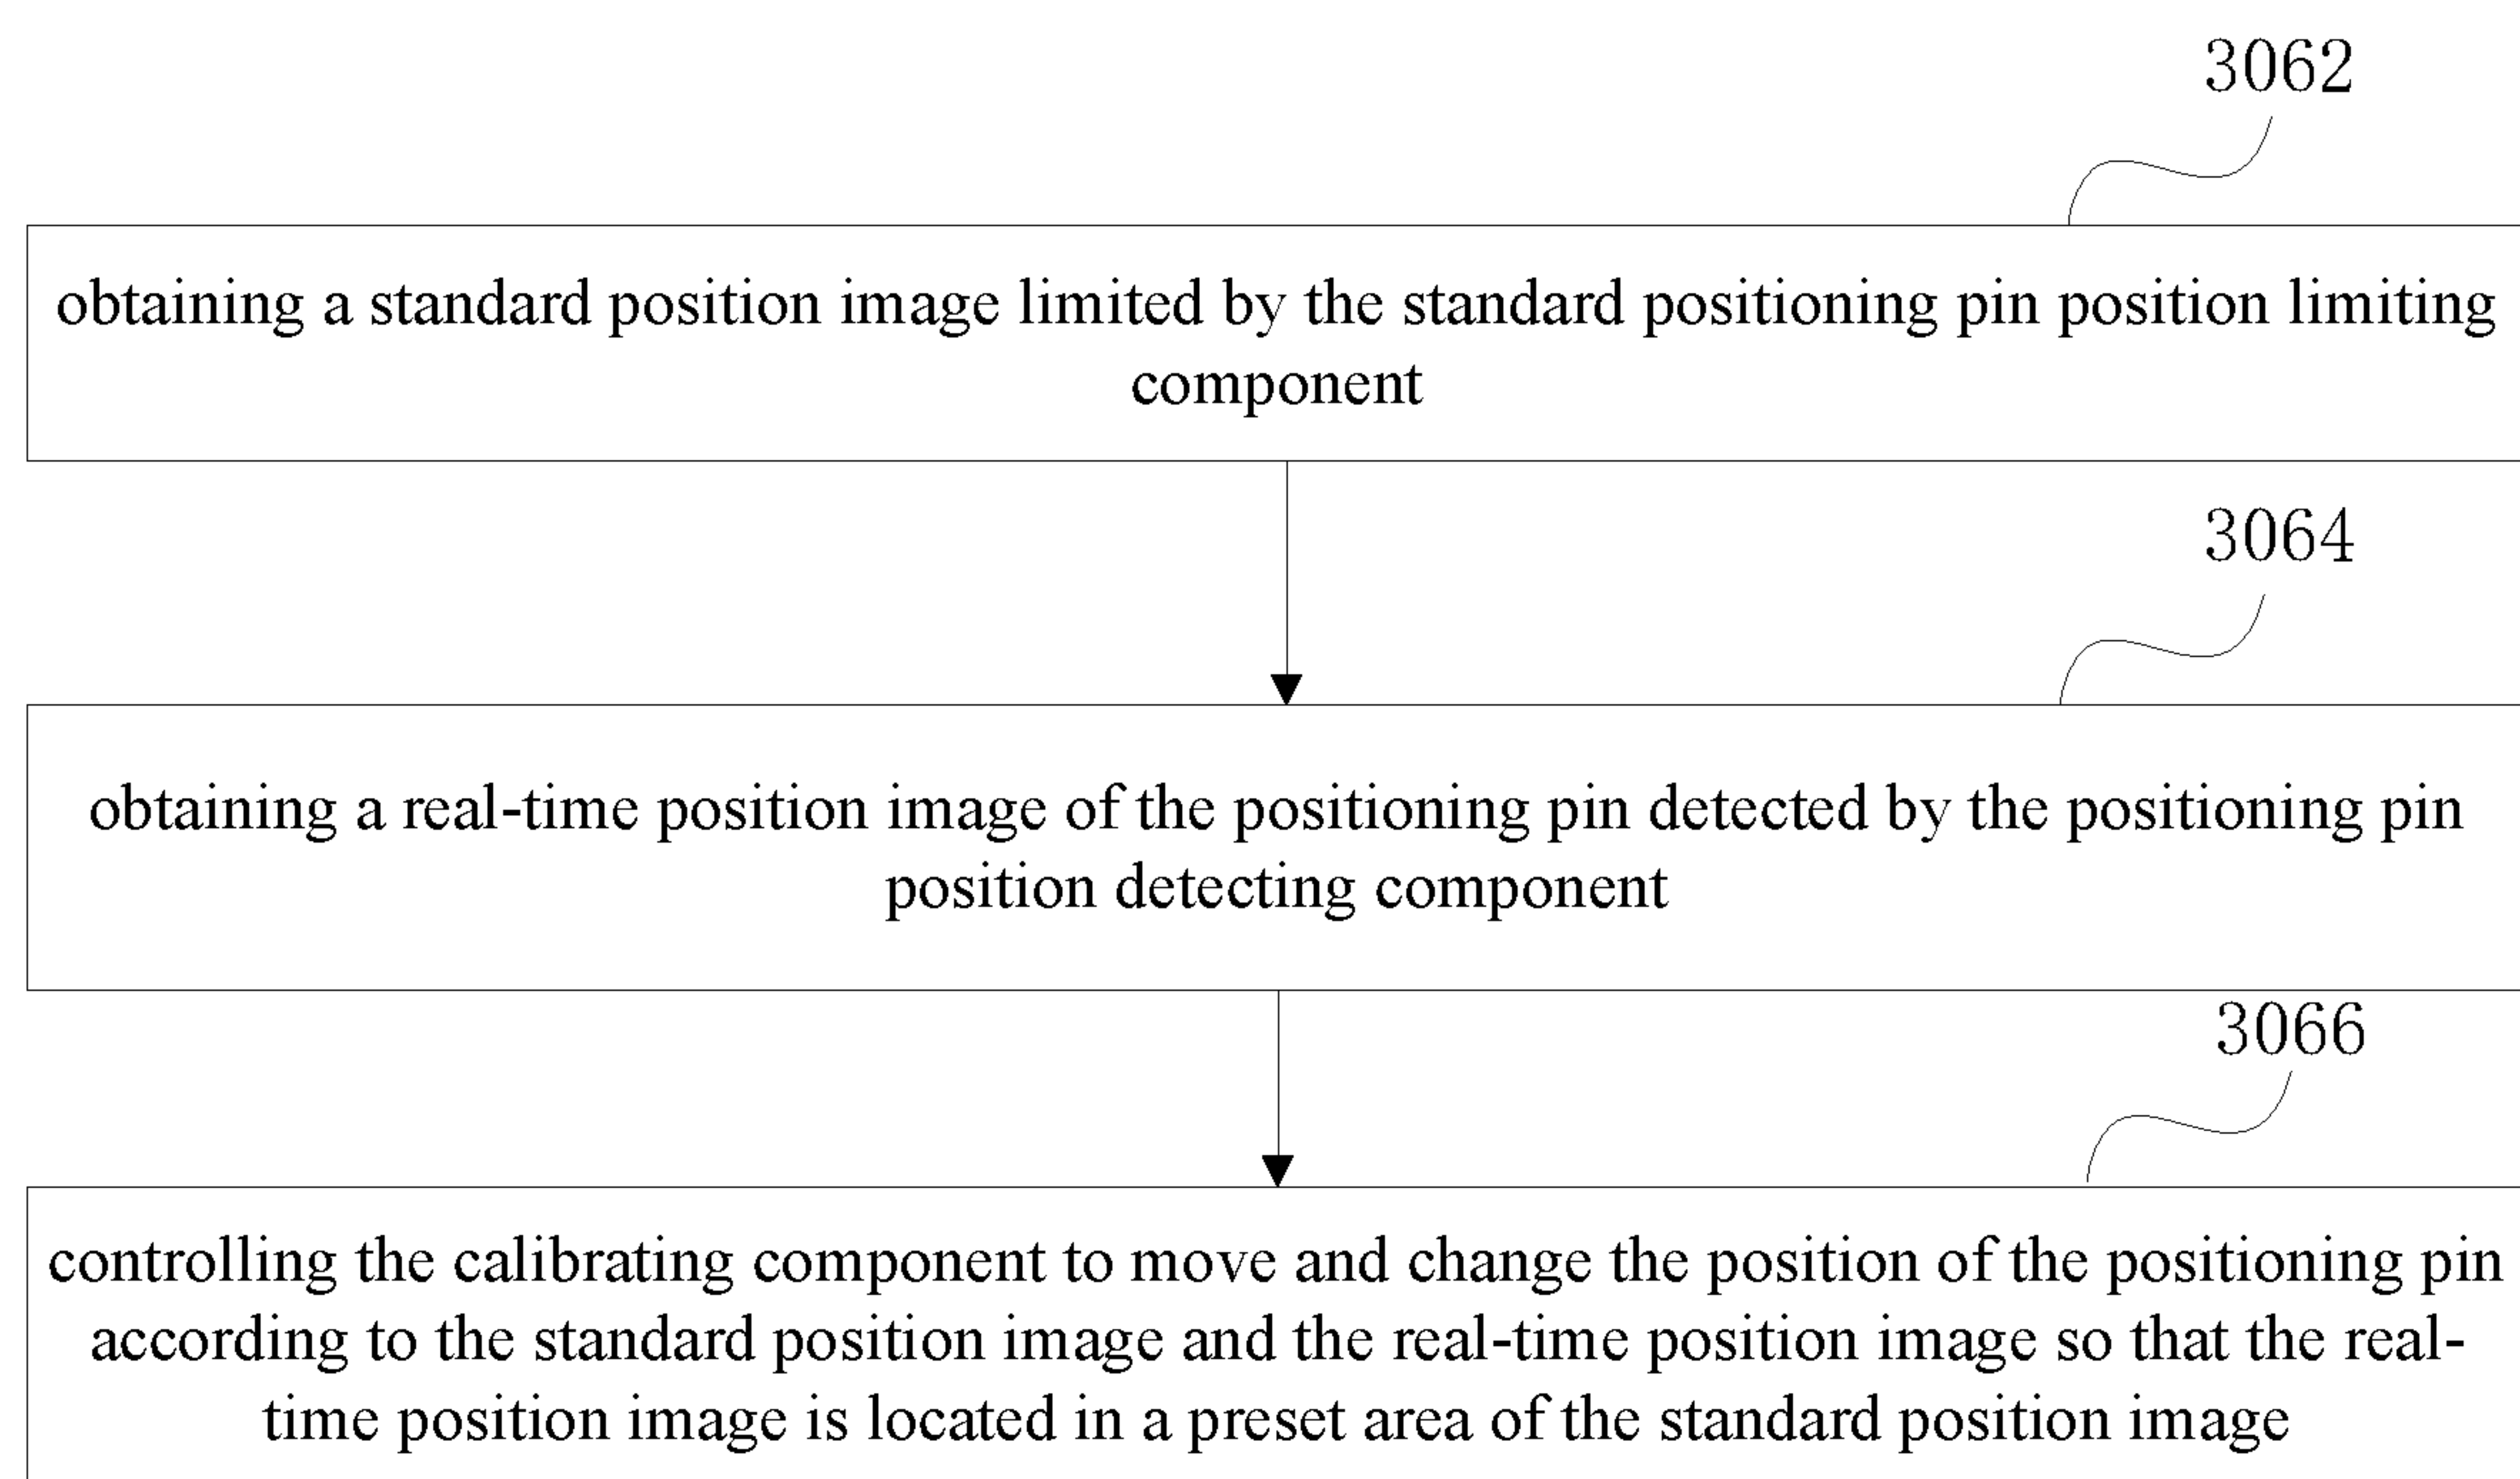 3062
obtaining a standard position image limited by the standard positioning pin position limiting
component
3064
obtaining a real-time position image of the positioning pin detected by the positioning pin
position detecting component
3066
controlling the calibrating component to move and change the position of the positioning pin
according to the standard position image and the real-time position image so that the real-
time position image is located in a preset area of the standard position image